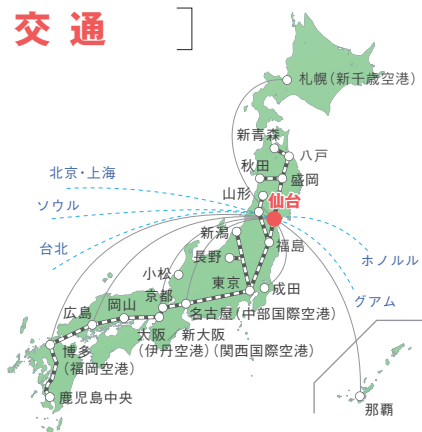 交通
札幌（新千歳空港）
新青森
八戸
秋田
盛岡
北京・上海
山形
仙台
ソウル
新潟
福島
台北
長野
ホノルル
小松
東京
成田
京都
グアム
岡山
広島
名古屋（中部国際空港）
大阪 新大阪
（伊丹空港）（関西国際空港）
博多
（福岡空港）
鹿児島中央
那覇